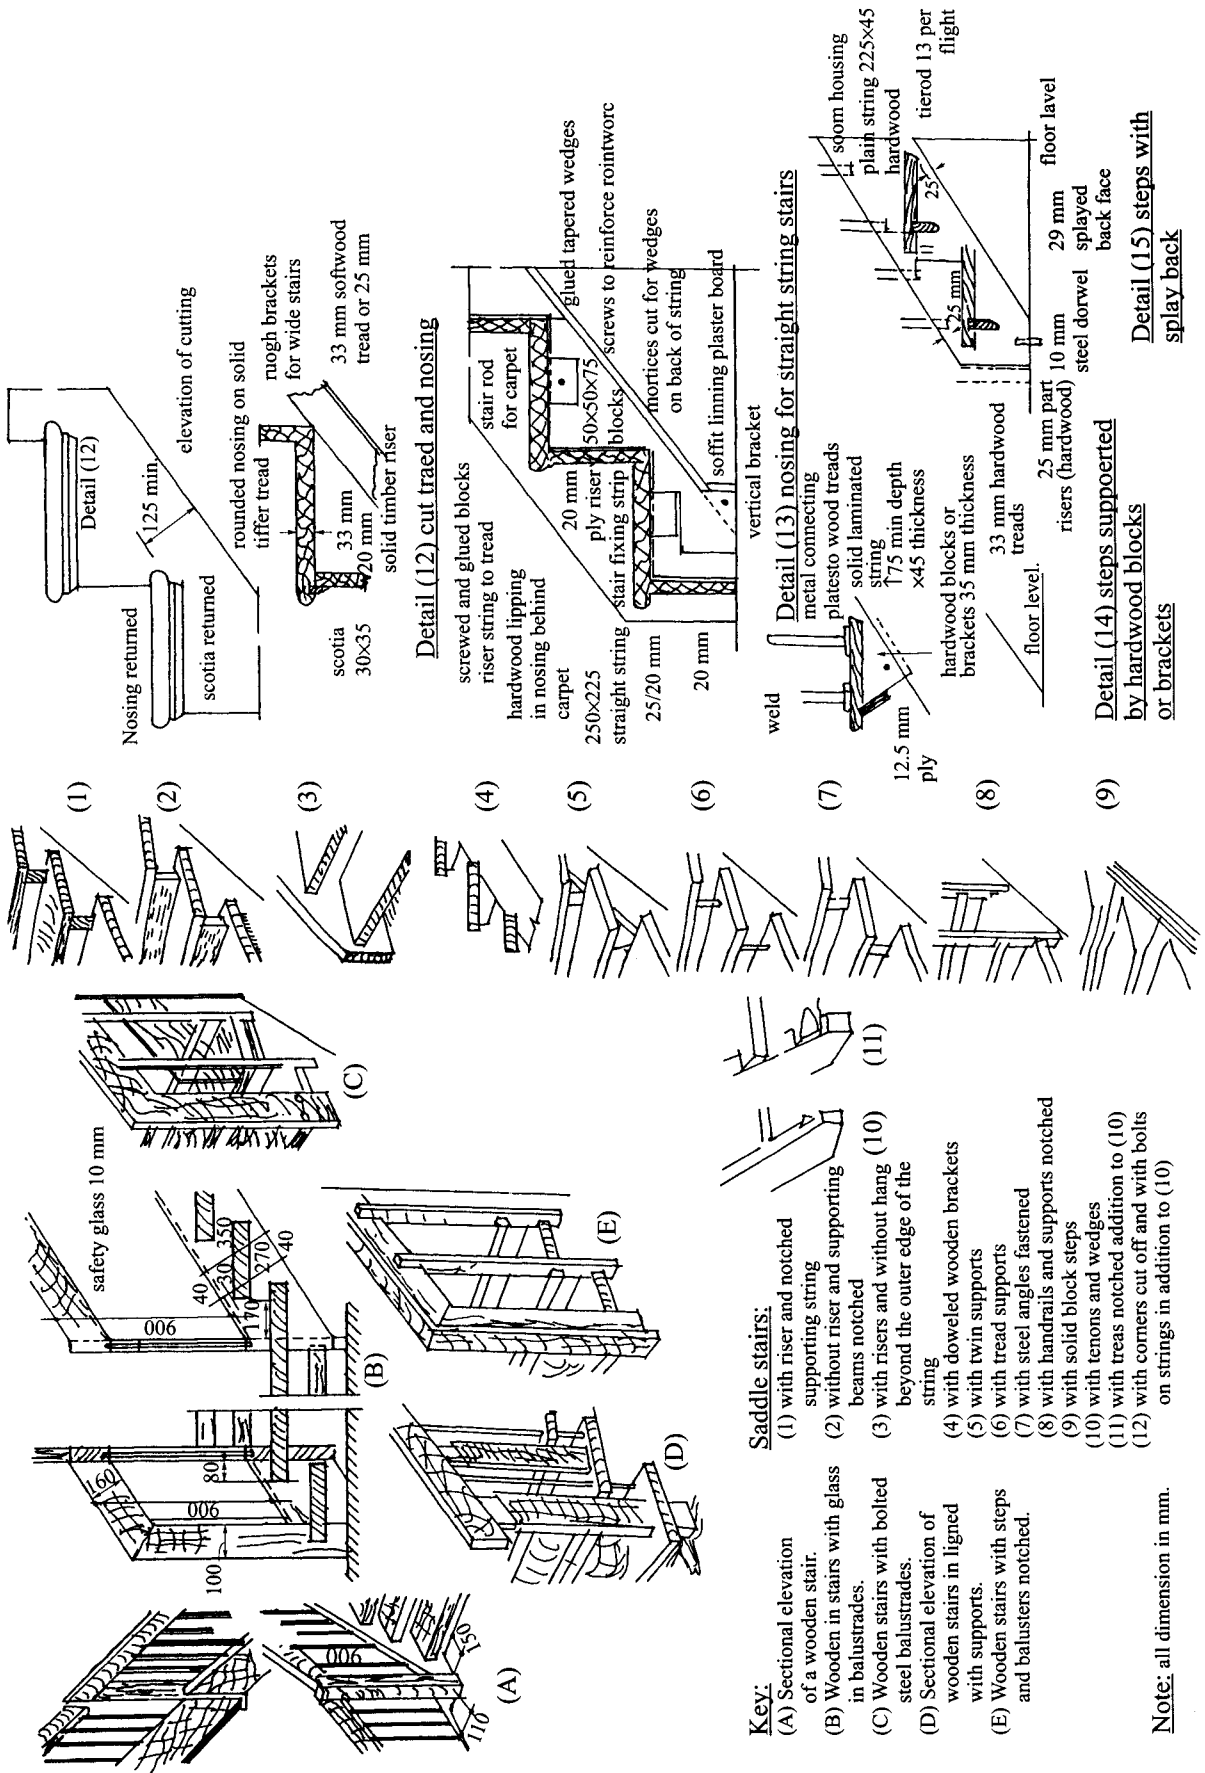 safety glass 10 mm
900
110
150
(A)
160
900
100
80
900
40
30
350
170
270
40
(B)
(C)
(D)
(E)
(1)
(2)
(3)
(4)
(5)
(6)
(7)
(8)
(9)
(10)
(11)
Key:
(A) Sectional elevation
of a wooden stair.
(B) Wooden in stairs with glass
in balustrades.
(C) Wooden stairs with bolted
steel balustrades.
(D) Sectional elevation of
wooden stairs in ligned
with supports.
(E) Wooden stairs with steps
and balusters notched.
Note: all dimension in mm.
Saddle stairs:
(1) with riser and notched
supporting string
(2) without riser and supporting
beams notched
(3) with risers and without hang
beyond the outer edge of the
string
(4) with doweled wooden brackets
(5) with twin supports
(6) with tread supports
(7) with steel angles fastened
(8) with handrails and supports notched
(9) with solid block steps
(10) with tenons and wedges
(11) with treas notched addition to (10)
(12) with corners cut off and with bolts
on strings in addition to (10)
Nosing returned
scotia returned
Detail (12)
125 min.
elevation of cutting
rounded nosing on solid
tiffer tread
ruogh brackets
for wide stairs
scotia
30×35
33 mm
20 mm
solid timber riser
33 mm softwood
tread or 25 mm
Detail (12) cut traed and nosing
screwed and glued blocks
riser string to tread
hardwood lipping
in nosing behind
carpet
250×225
straight string
25/20 mm
20 mm
stair rod
for carpet
20 mm
ply riser
stair fixing strip
50×50×75
blocks
glued tapered wedges
screws to reinforce rointworc
mortices cut for wedges
on back of string
soffit linning plaster board
vertical bracket
Detail (13) nosing for straight string stairs
weld
12.5 mm
ply
metal connecting
platesto wood treads
solid laminated
string
175 min depth
×45 thickness
hardwood blocks or
brackets 35 mm thickness
floor level.
33 mm hardwood
treads
Detail (14) steps suppoerted
by hardwood blocks
or brackets
soom housing
plain string 225×45
hardwood
tierod 13 per
flight
25 mm
25
floor lavel
25 mm part
risers (hardwood)
10 mm
steel dorwel
29 mm
splayed
back face
Detail (15) steps with
splay back